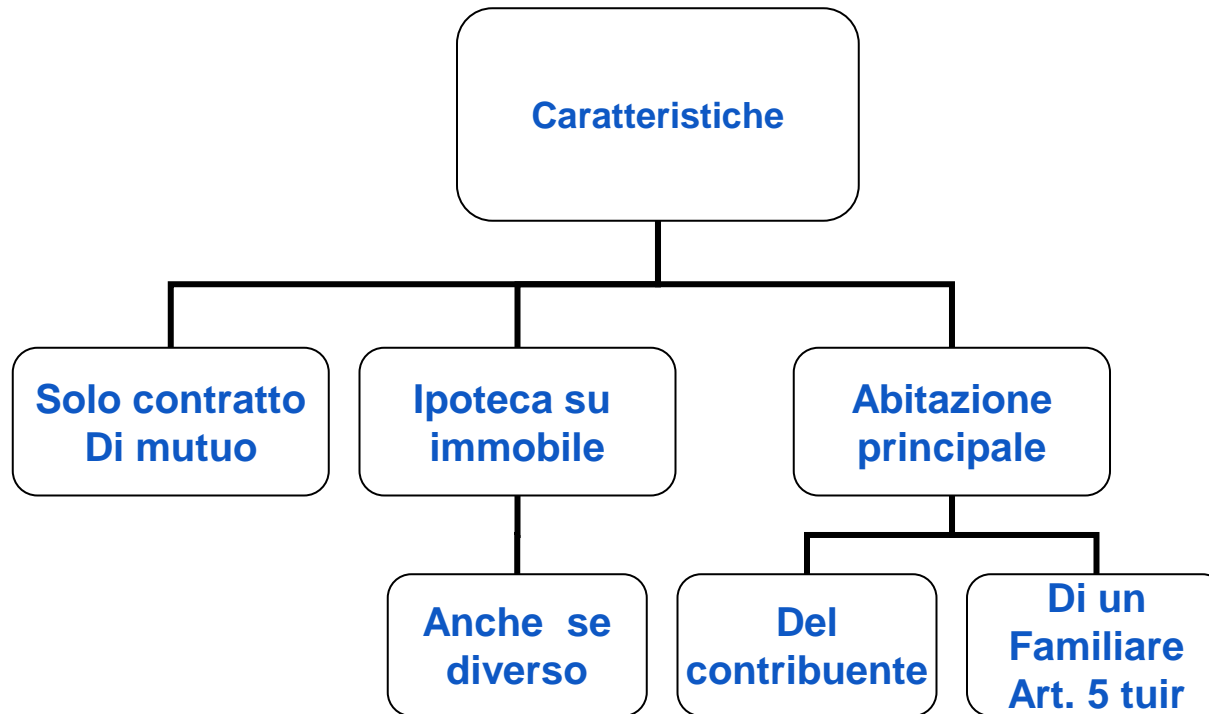 Caratteristiche
Solo contratto
Di mutuo
Ipoteca su
immobile
Abitazione
principale
Anche se
diverso
Del
contribuente
Di un
Familiare
Art. 5 tuir